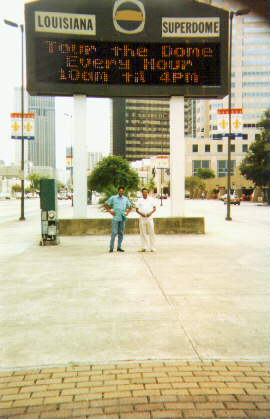 LOUISIANA SUPERDOME
Tour the Dome
Every Hour
10am til 4pm